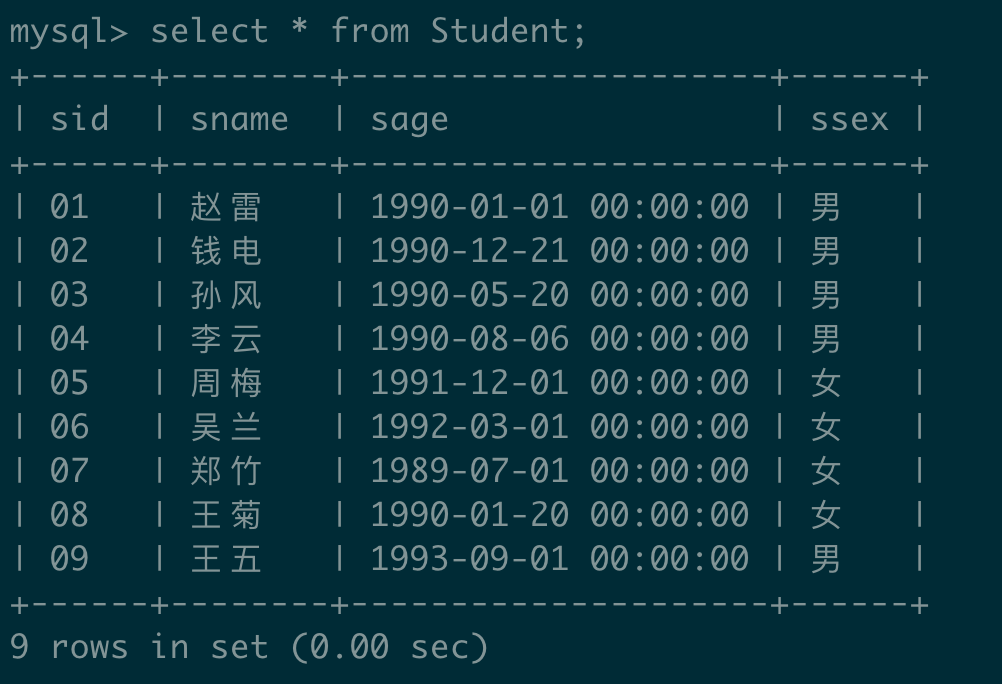 mysql> select * from Student;
+------+--------+---------------------+------+
| sid  | sname  | sage                | ssex |
+------+--------+---------------------+------+
| 01   | 赵雷   | 1990-01-01 00:00:00 | 男   |
| 02   | 钱电   | 1990-12-21 00:00:00 | 男   |
| 03   | 孙风   | 1990-05-20 00:00:00 | 男   |
| 04   | 李云   | 1990-08-06 00:00:00 | 男   |
| 05   | 周梅   | 1991-12-01 00:00:00 | 女   |
| 06   | 吴兰   | 1992-03-01 00:00:00 | 女   |
| 07   | 郑竹   | 1989-07-01 00:00:00 | 女   |
| 08   | 王菊   | 1990-01-20 00:00:00 | 女   |
| 09   | 王五   | 1993-09-01 00:00:00 | 男   |
+------+--------+---------------------+------+
9 rows in set (0.00 sec)